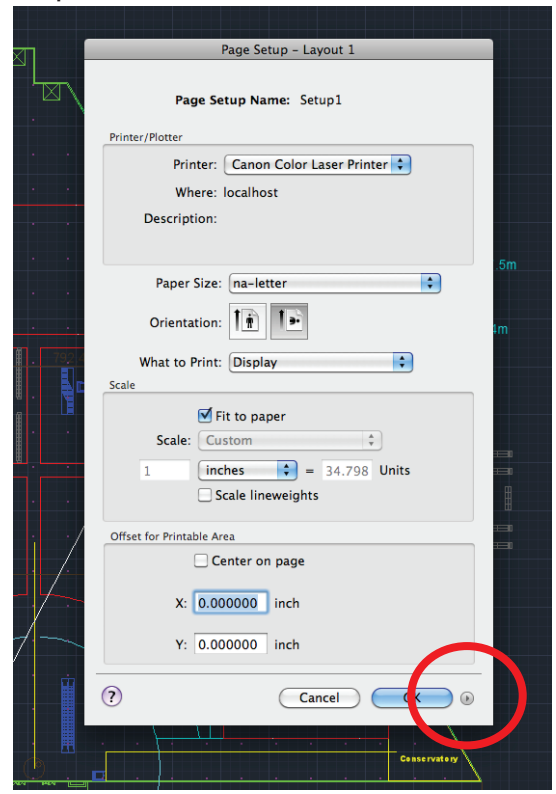 Page Setup – Layout 1
Page Setup Name: Setup1
Printer/Plotter
Printer: Canon Color Laser Printer
Where: localhost
Description:
.5m
Paper Size: na-letter
Orientation:
4m
What to Print: Display
Scale
Fit to paper
Scale: Custom
1 inches = 34.798 Units
Scale lineweights
Offset for Printable Area
Center on page
X: 0.000000 inch
Y: 0.000000 inch
? Cancel OK
Conservatory